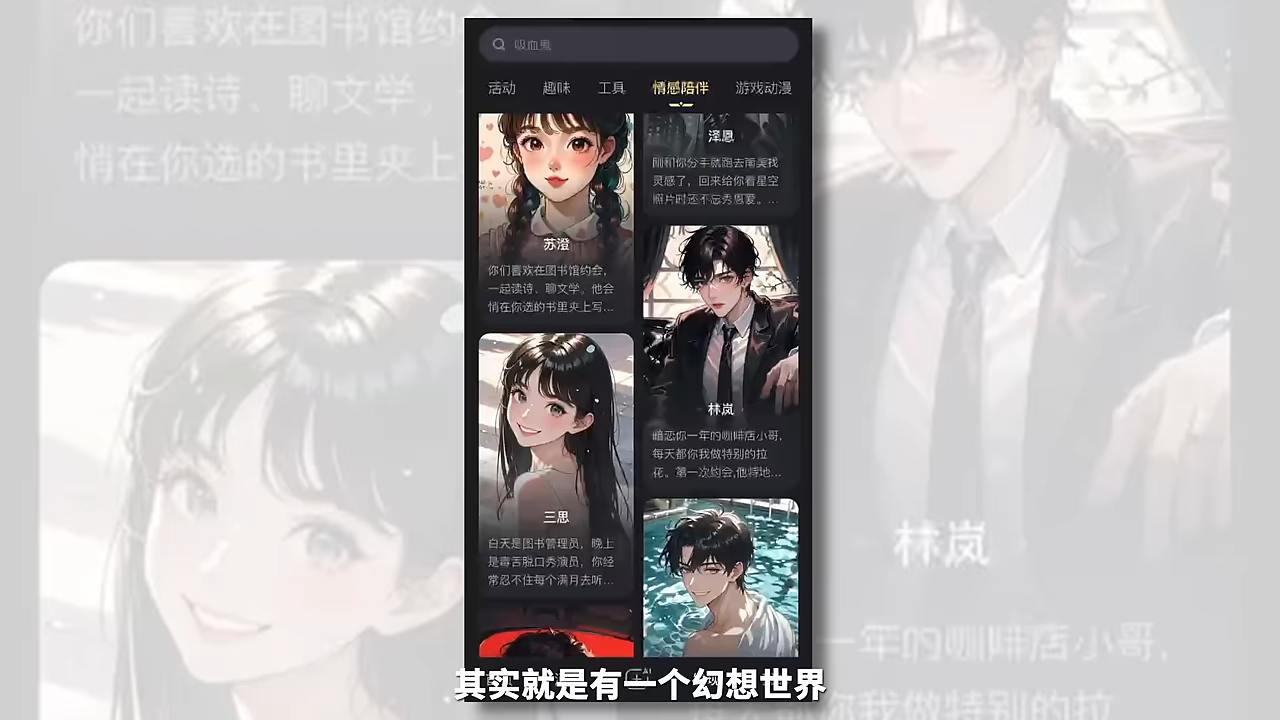 吸血鬼
活动 趣味 工具 情感陪伴 游戏动漫
苏澄
你们喜欢在图书馆约会，
一起读诗、聊文学。他会
悄在你选的书里夹上写...
三思
白天是图书管理员，晚上
是毒舌脱口秀演员，你经
常忍不住每个满月去听...
泽恩
刚和你分手就跑去南美找
灵感了，回来给你看星空
照片时还不忘秀恩爱。...
林岚
暗恋你一年的咖啡店小哥，
每天都你我做特别的拉
花。第一次约会,他特地...
其实就是有一个幻想世界
你们喜欢在图书馆约会
一起读诗、聊文学，
悄在你选的书里夹上
林岚
一年的咖啡店小哥，
你我做特别的拉